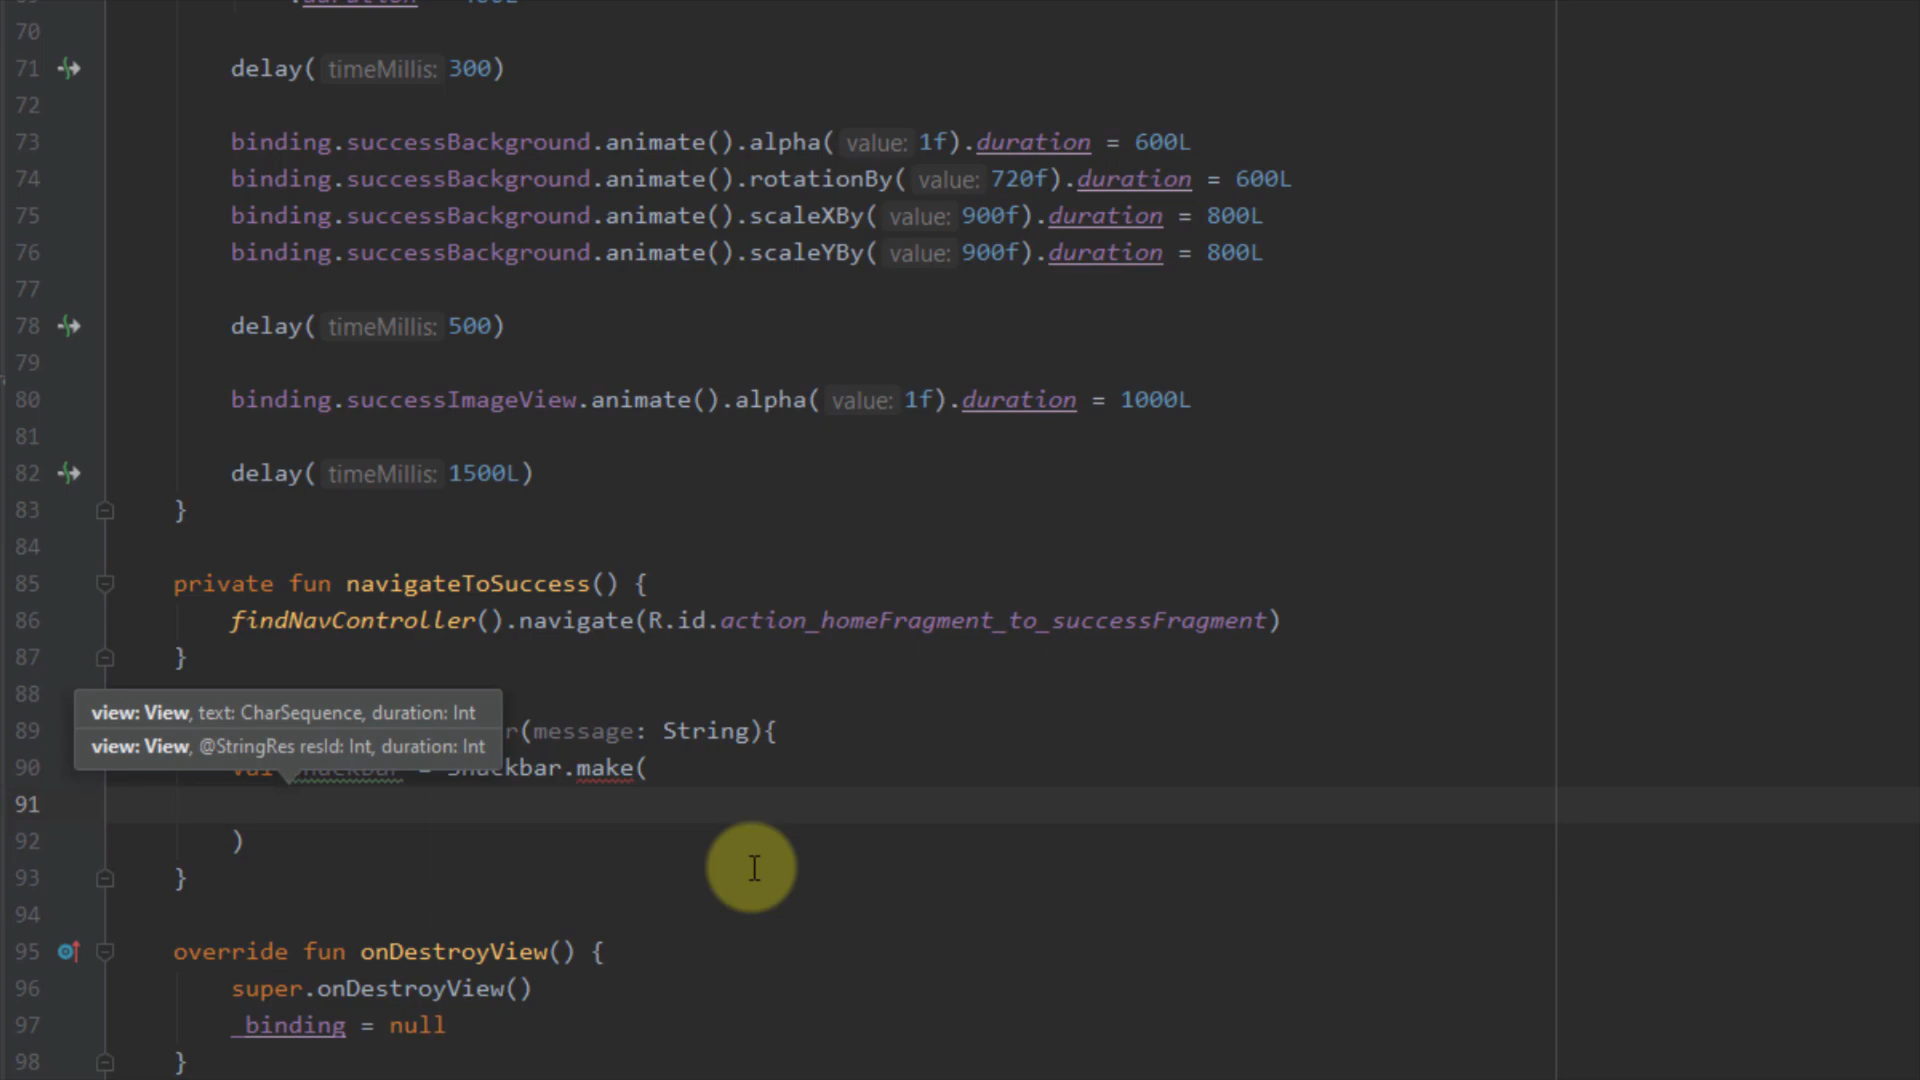 .duration
70
71 delay( timeMillis: 300)
72
73 binding.successBackground.animate().alpha( value: 1f).duration = 600L
74 binding.successBackground.animate().rotationBy( value: 720f).duration = 600L
75 binding.successBackground.animate().scaleXBy( value: 900f).duration = 800L
76 binding.successBackground.animate().scaleYBy( value: 900f).duration = 800L
77
78 delay( timeMillis: 500)
79
80 binding.successImageView.animate().alpha( value: 1f).duration = 1000L
81
82 delay( timeMillis: 1500L)
83 }
84
85 private fun navigateToSuccess() {
86 findNavController().navigate(R.id.action_homeFragment_to_successFragment)
87 }
88
view: View, text: CharSequence, duration: Int
89 r(message: String){
view: View, @StringRes resId: Int, duration: Int
90 val snackbar = Snackbar.make(
91
92 )
93 }
94
95 override fun onDestroyView() {
96 super.onDestroyView()
97 _binding = null
98 }